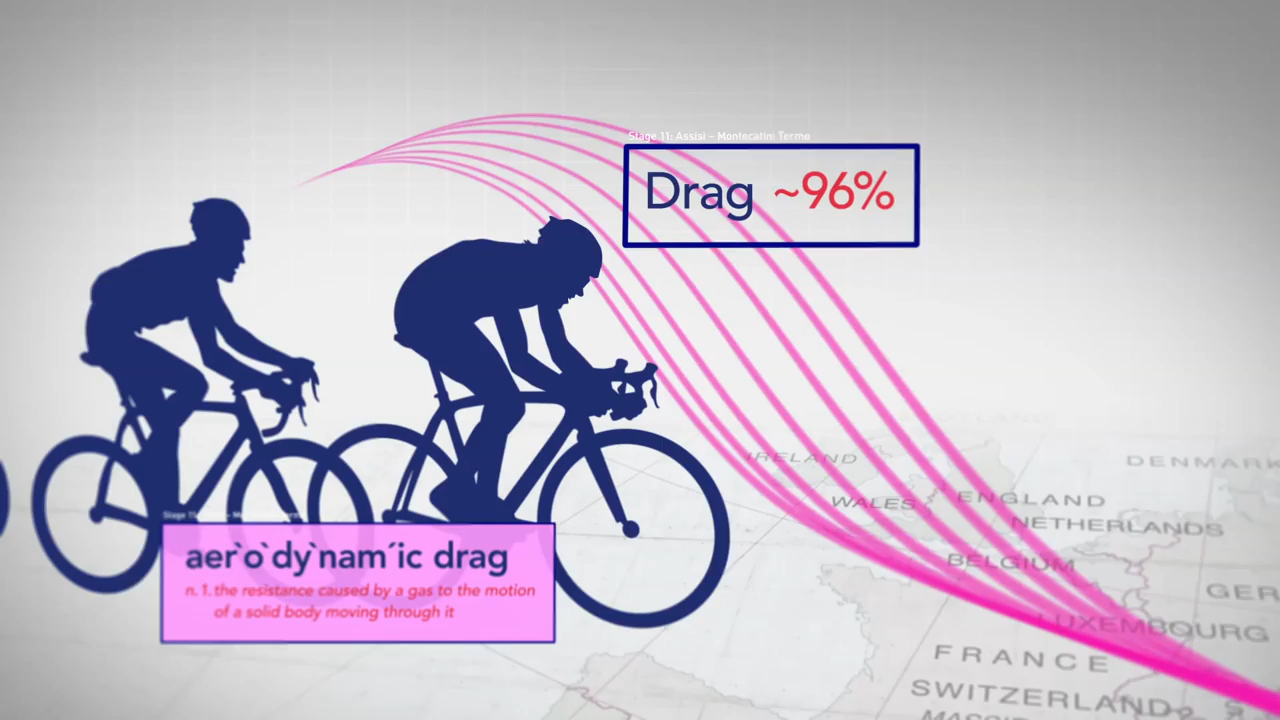 Stage 11: Assisi – Montecatini Terme
Drag ~96%
IRELAND
DENMARK
WALES
ENGLAND
NETHERLANDS
BELGIUM
GER
LUXEMBOURG
FRANCE
SWITZERLAND
aer`o`dy`nam´ic drag
n. 1. the resistance caused by a gas to the motion
of a solid body moving through it